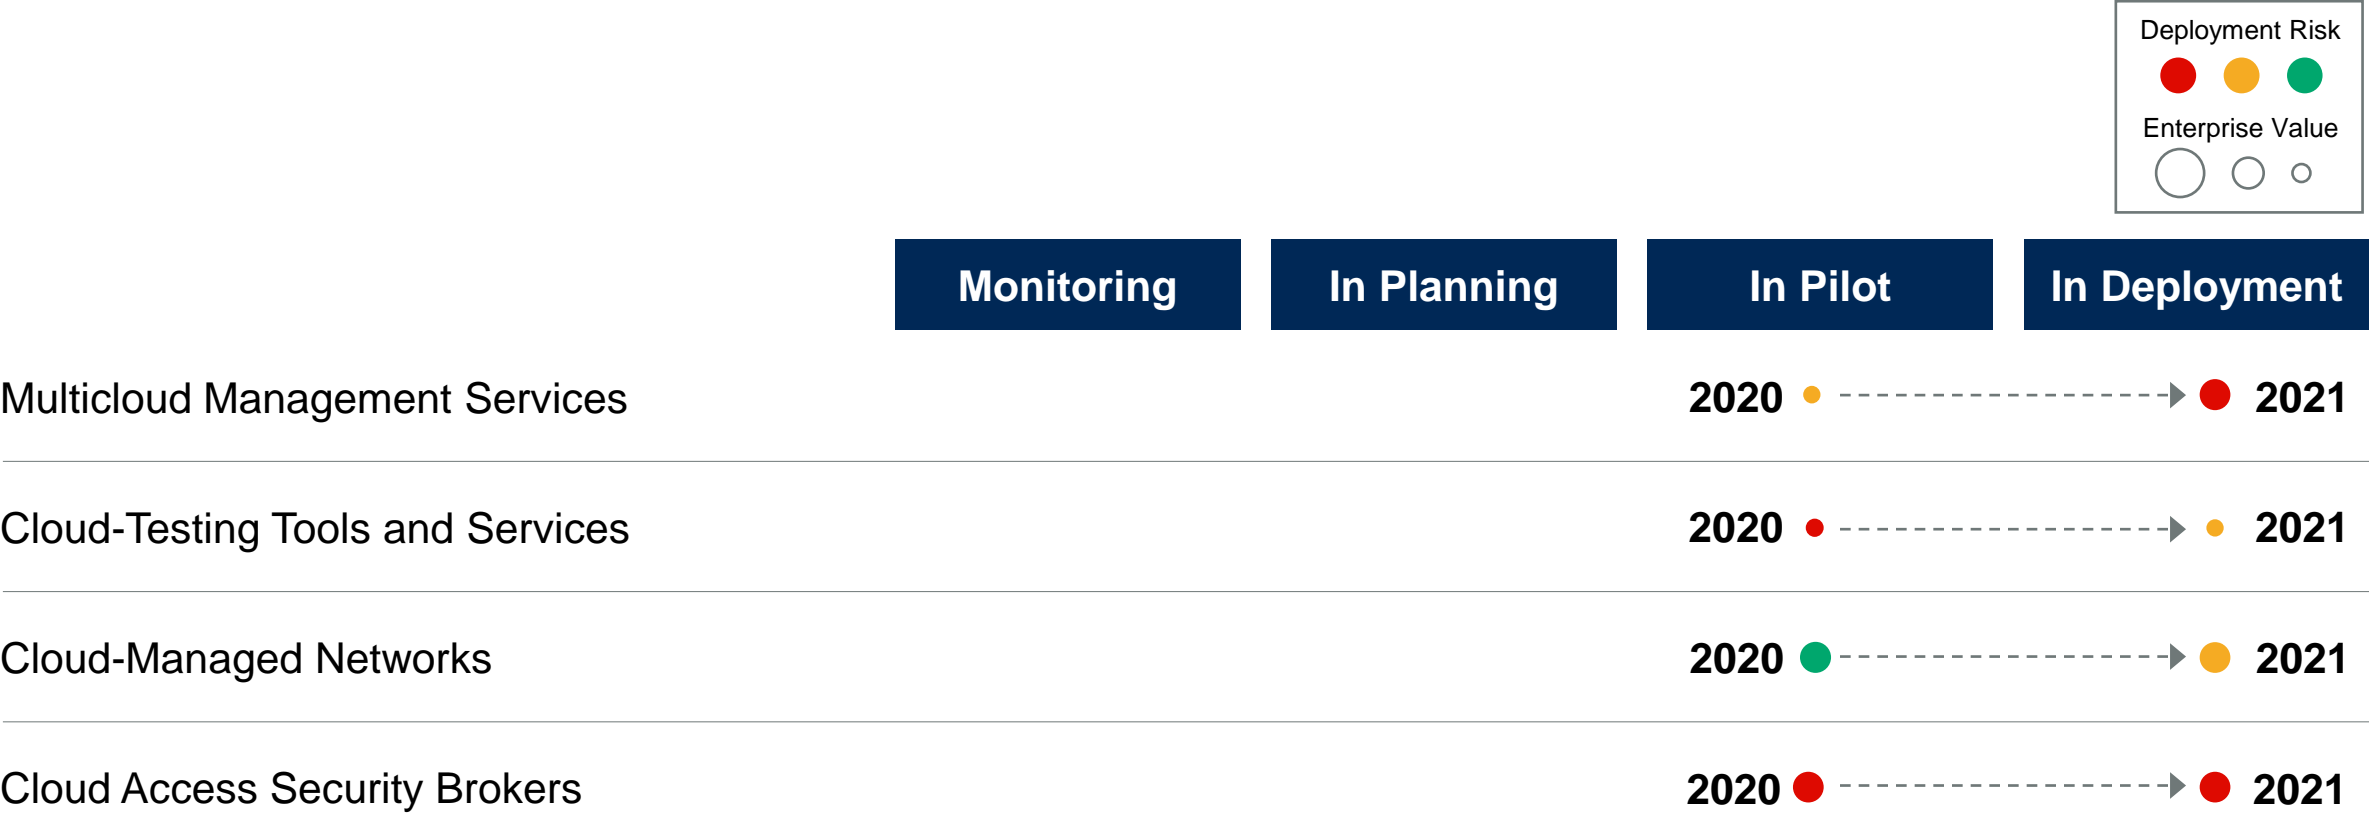 Deployment Risk
Enterprise Value
Monitoring In Planning In Pilot In Deployment
Multicloud Management Services 2020 2021
Cloud-Testing Tools and Services 2020 2021
Cloud-Managed Networks 2020 2021
Cloud Access Security Brokers 2020 2021